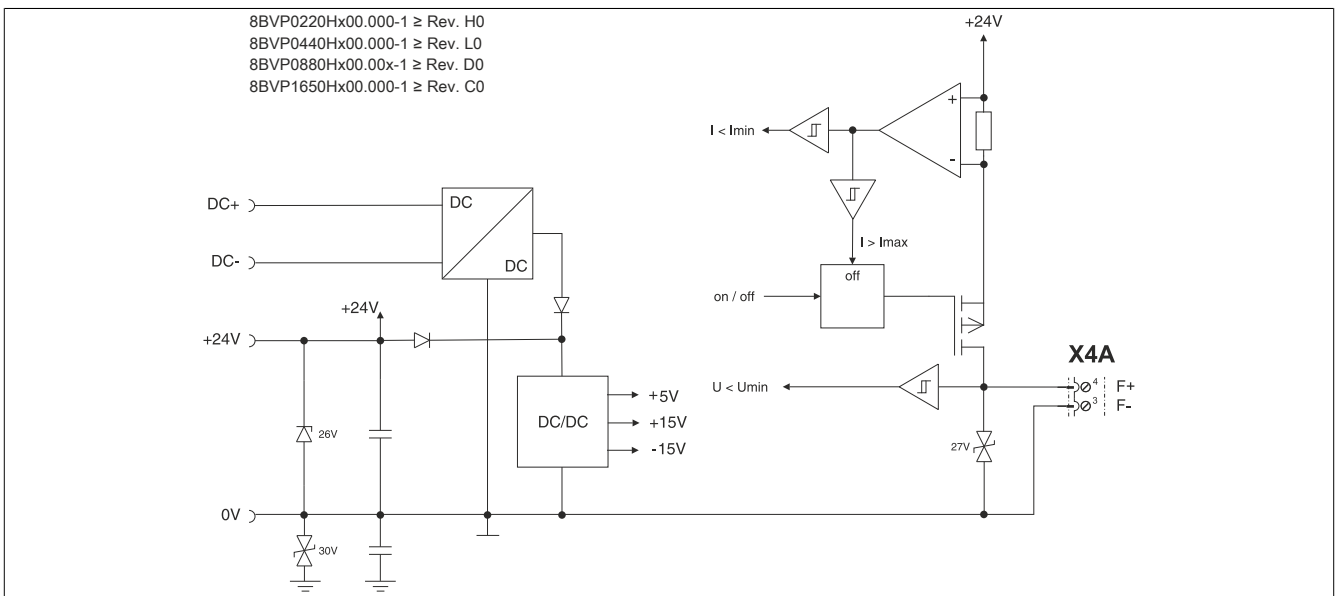 8BVP0220Hx00.000-1 ≥ Rev. H0
8BVP0440Hx00.000-1 ≥ Rev. L0
8BVP0880Hx00.00x-1 ≥ Rev. D0
8BVP1650Hx00.000-1 ≥ Rev. C0
+24V
+
-
I < Imin
I > Imax
off
on / off
DC+
DC-
DC
DC
+24V
+24V
26V
DC/DC
+5V
+15V
-15V
0V
30V
U < Umin
27V
X4A
4
F+
3
F-